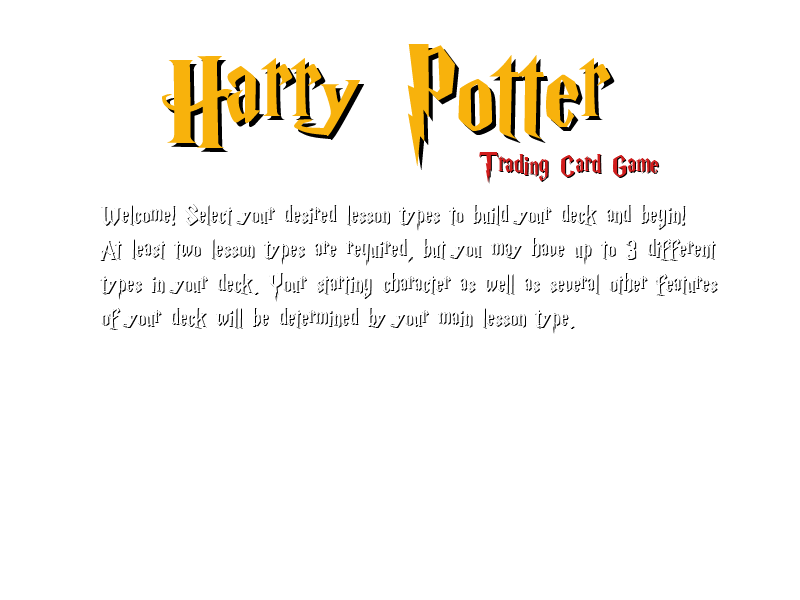 Harry Potter
Trading Card Game
Welcome! Select your desired lesson types to build your deck and begin!
At least two lesson types are required, but you may have up to 3 different
types in your deck. Your starting character as well as several other features
of your deck will be determined by your main lesson type.